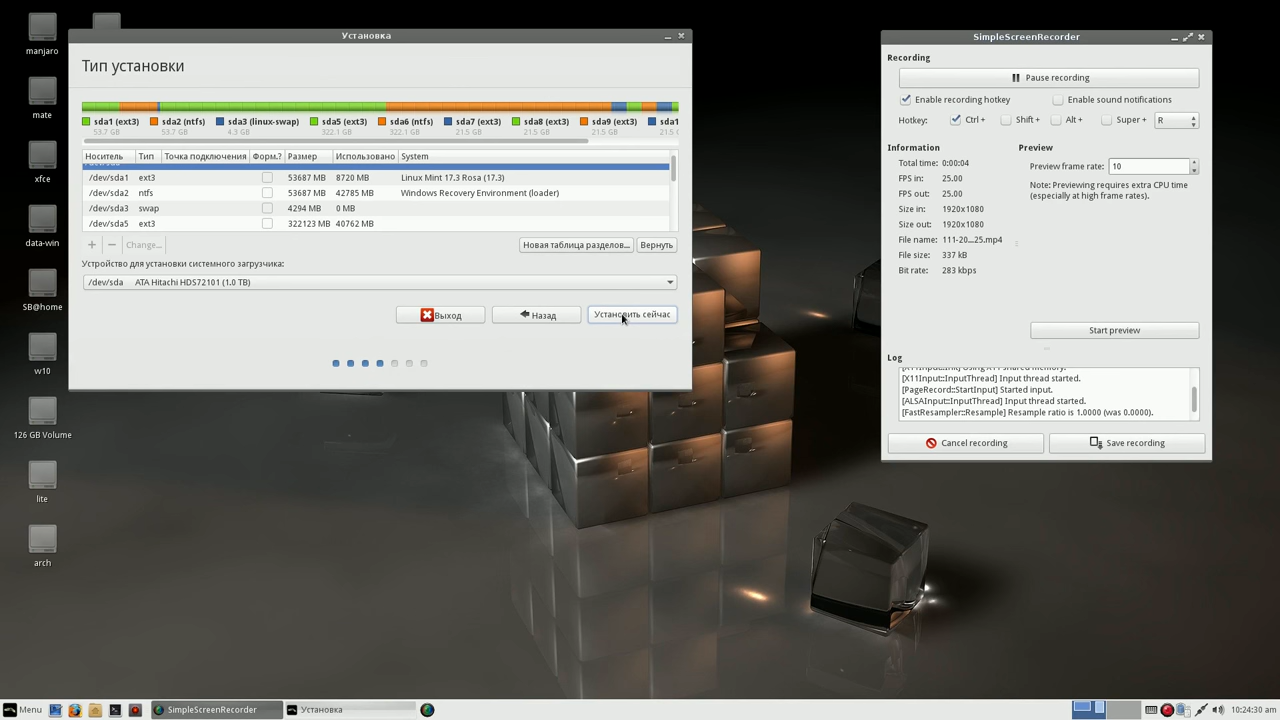 manjaro
mate
xfce
data-win
SB@home
w10
126 GB Volume
lite
arch
Установка
Тип установки
sda1 (ext3) sda2 (ntfs) sda3 (linux-swap) sda5 (ext3) sda6 (ntfs) sda7 (ext3) sda8 (ext3) sda9 (ext3) sda1
53.7 GB 53.7 GB 4.3 GB 322.1 GB 322.1 GB 21.5 GB 21.5 GB 21.5 GB 21.5 G
Носитель Тип Точка подключения Форм.? Размер Использовано System
/dev/sda1 ext3 53687 MB 8720 MB Linux Mint 17.3 Rosa (17.3)
/dev/sda2 ntfs 53687 MB 42785 MB Windows Recovery Environment (loader)
/dev/sda3 swap 4294 MB 0 MB
/dev/sda5 ext3 322123 MB 40762 MB
+ − Change... Новая таблица разделов... Вернуть
Устройство для установки системного загрузчика:
/dev/sda ATA Hitachi HDS72101 (1.0 TB)
Выход Назад Установить сейчас
SimpleScreenRecorder
Recording
Pause recording
Enable recording hotkey Enable sound notifications
Hotkey: Ctrl + Shift + Alt + Super + R
Information
Total time: 0:00:04
FPS in: 25.00
FPS out: 25.00
Size in: 1920x1080
Size out: 1920x1080
File name: 111-20...25.mp4
File size: 337 kB
Bit rate: 283 kbps
Preview
Preview frame rate: 10
Note: Previewing requires extra CPU time
(especially at high frame rates).
Start preview
Log
[X11Input::InputThread] Input thread started.
[PageRecord::StartInput] Started input.
[ALSAInput::InputThread] Input thread started.
[FastResampler::Resample] Resample ratio is 1.0000 (was 0.0000).
Cancel recording Save recording
Menu SimpleScreenRecorder Установка 10:24:30 am